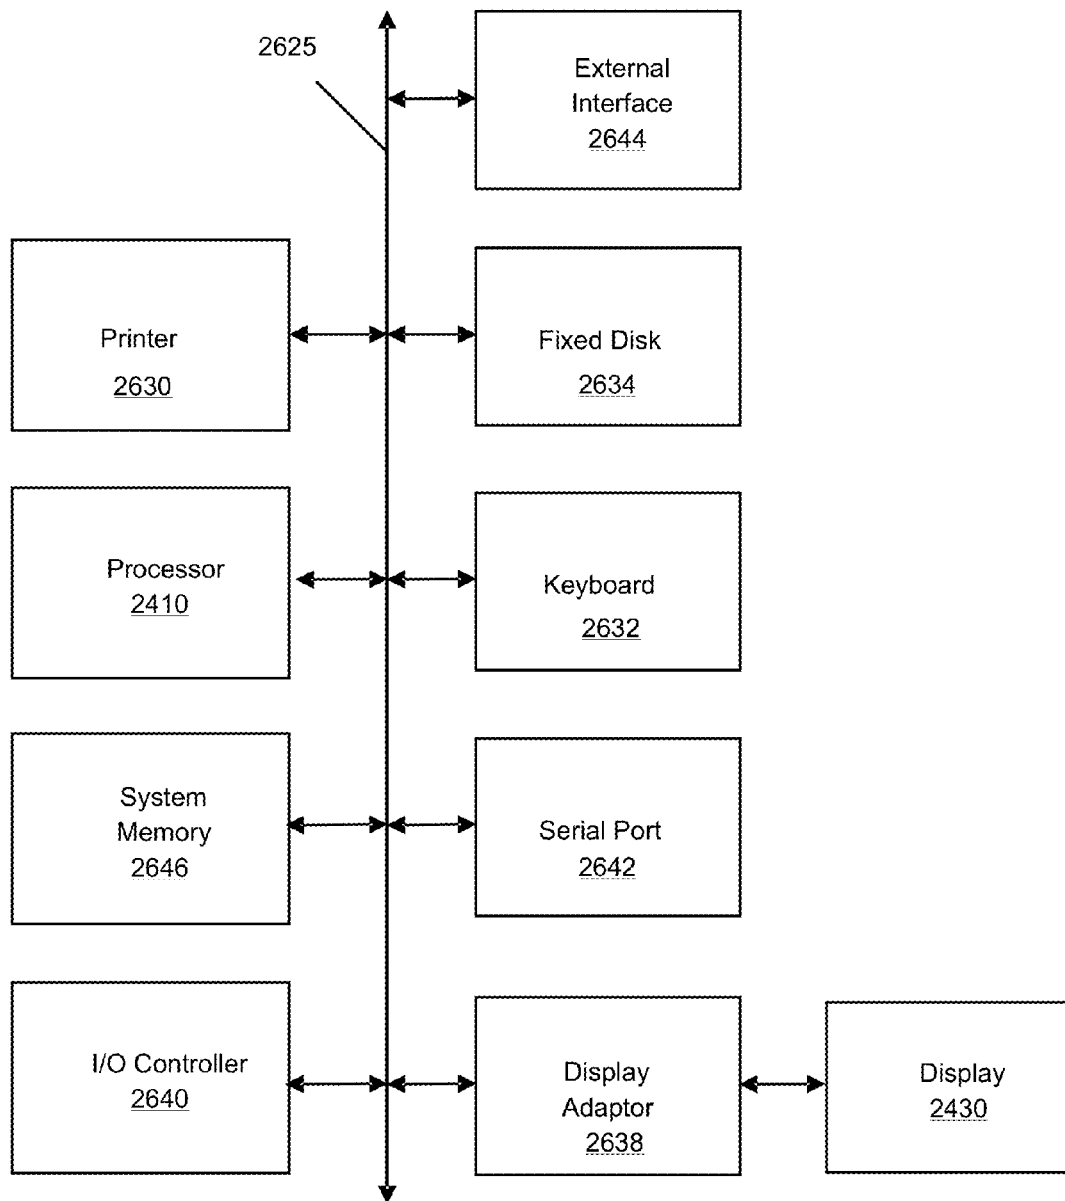 2625
External
Interface
2644
Printer
2630
Fixed Disk
2634
Processor
2410
Keyboard
2632
System
Memory
2646
Serial Port
2642
I/O Controller
2640
Display
Adaptor
2638
Display
2430